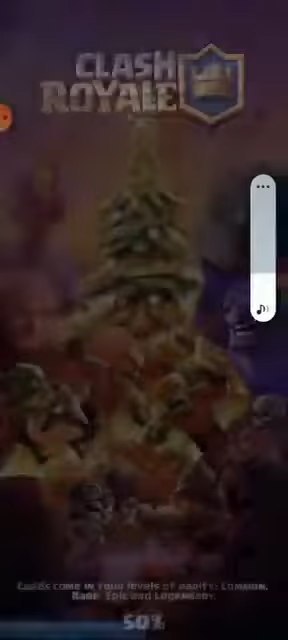 CLASH
ROYALE
CARDS COME IN FOUR LEVELS OF RARITY: COMMON,
RARE, EPIC AND LEGENDARY.
50%